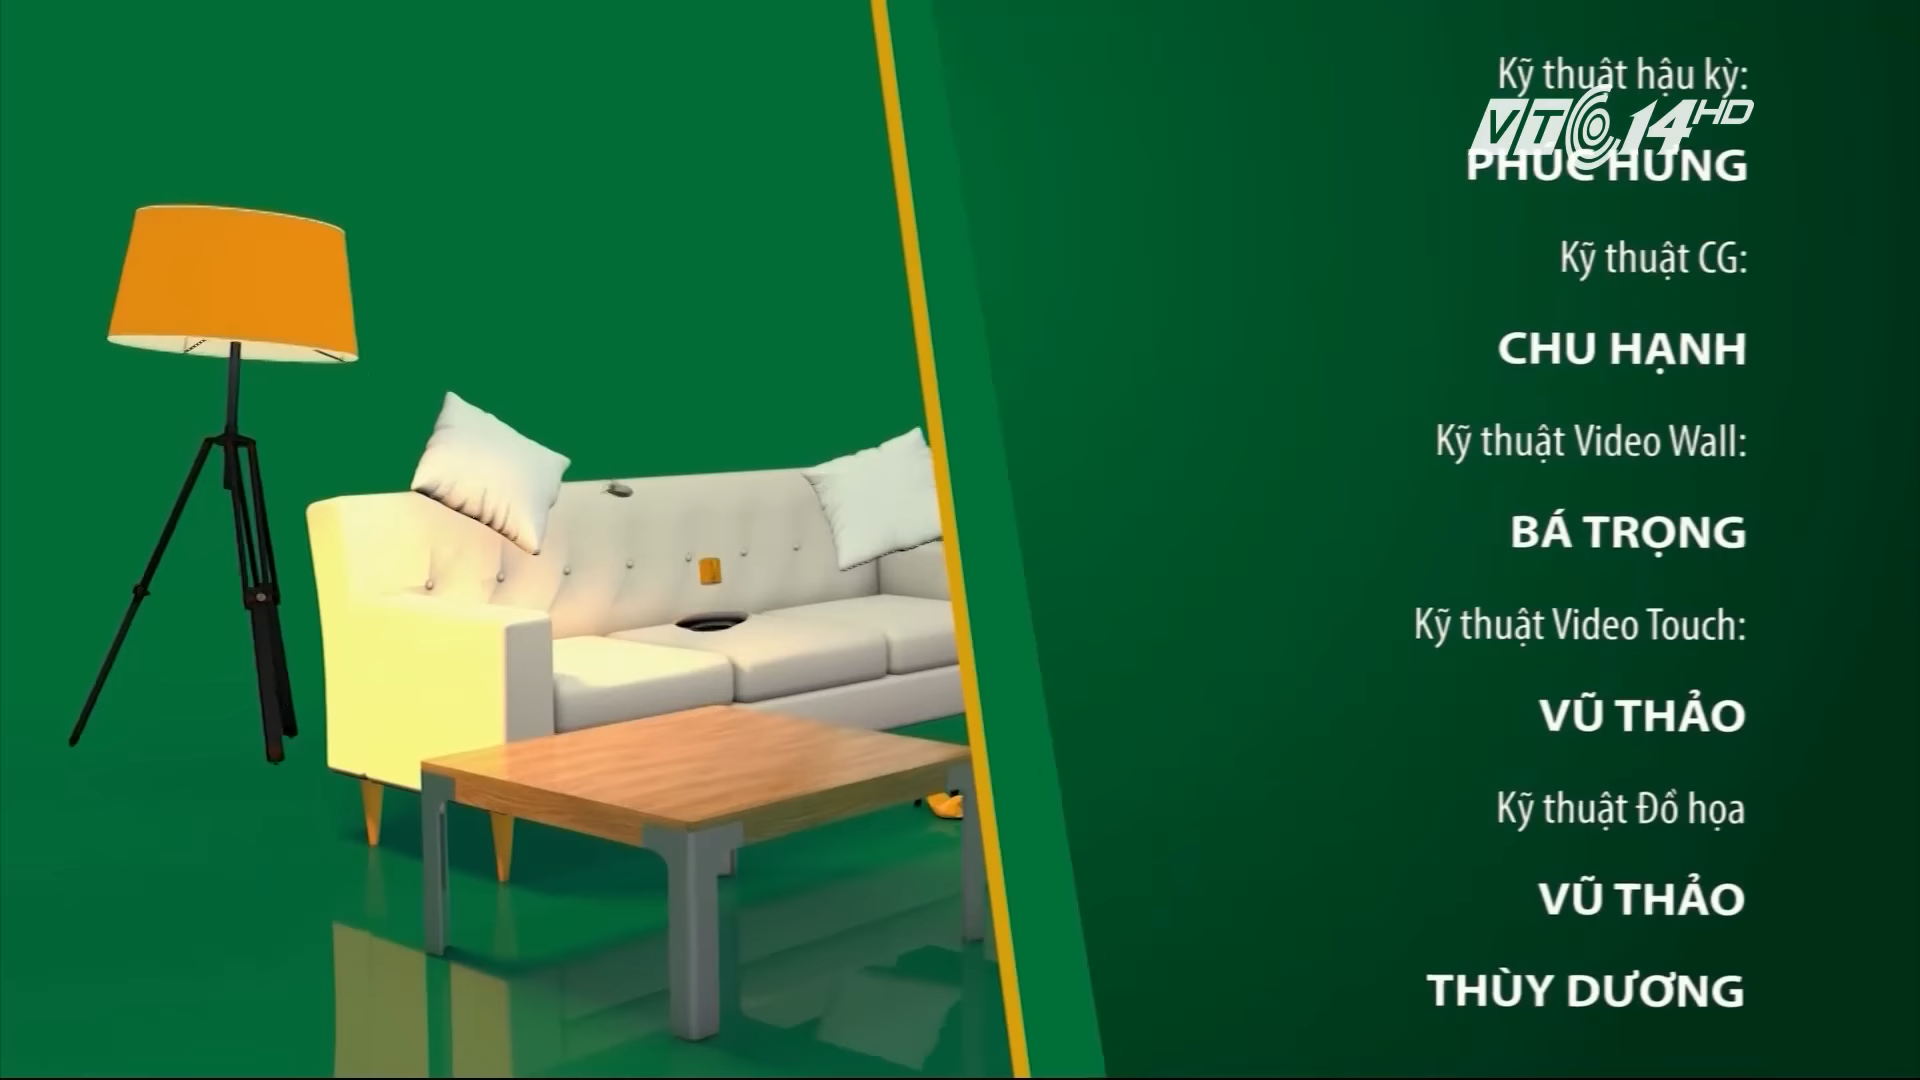 Kỹ thuật hậu kỳ:
VTC14 HD
PHÚC HƯNG
Kỹ thuật CG:
CHU HẠNH
Kỹ thuật Video Wall:
BÁ TRỌNG
Kỹ thuật Video Touch:
VŨ THẢO
Kỹ thuật Đồ họa
VŨ THẢO
THÙY DƯƠNG